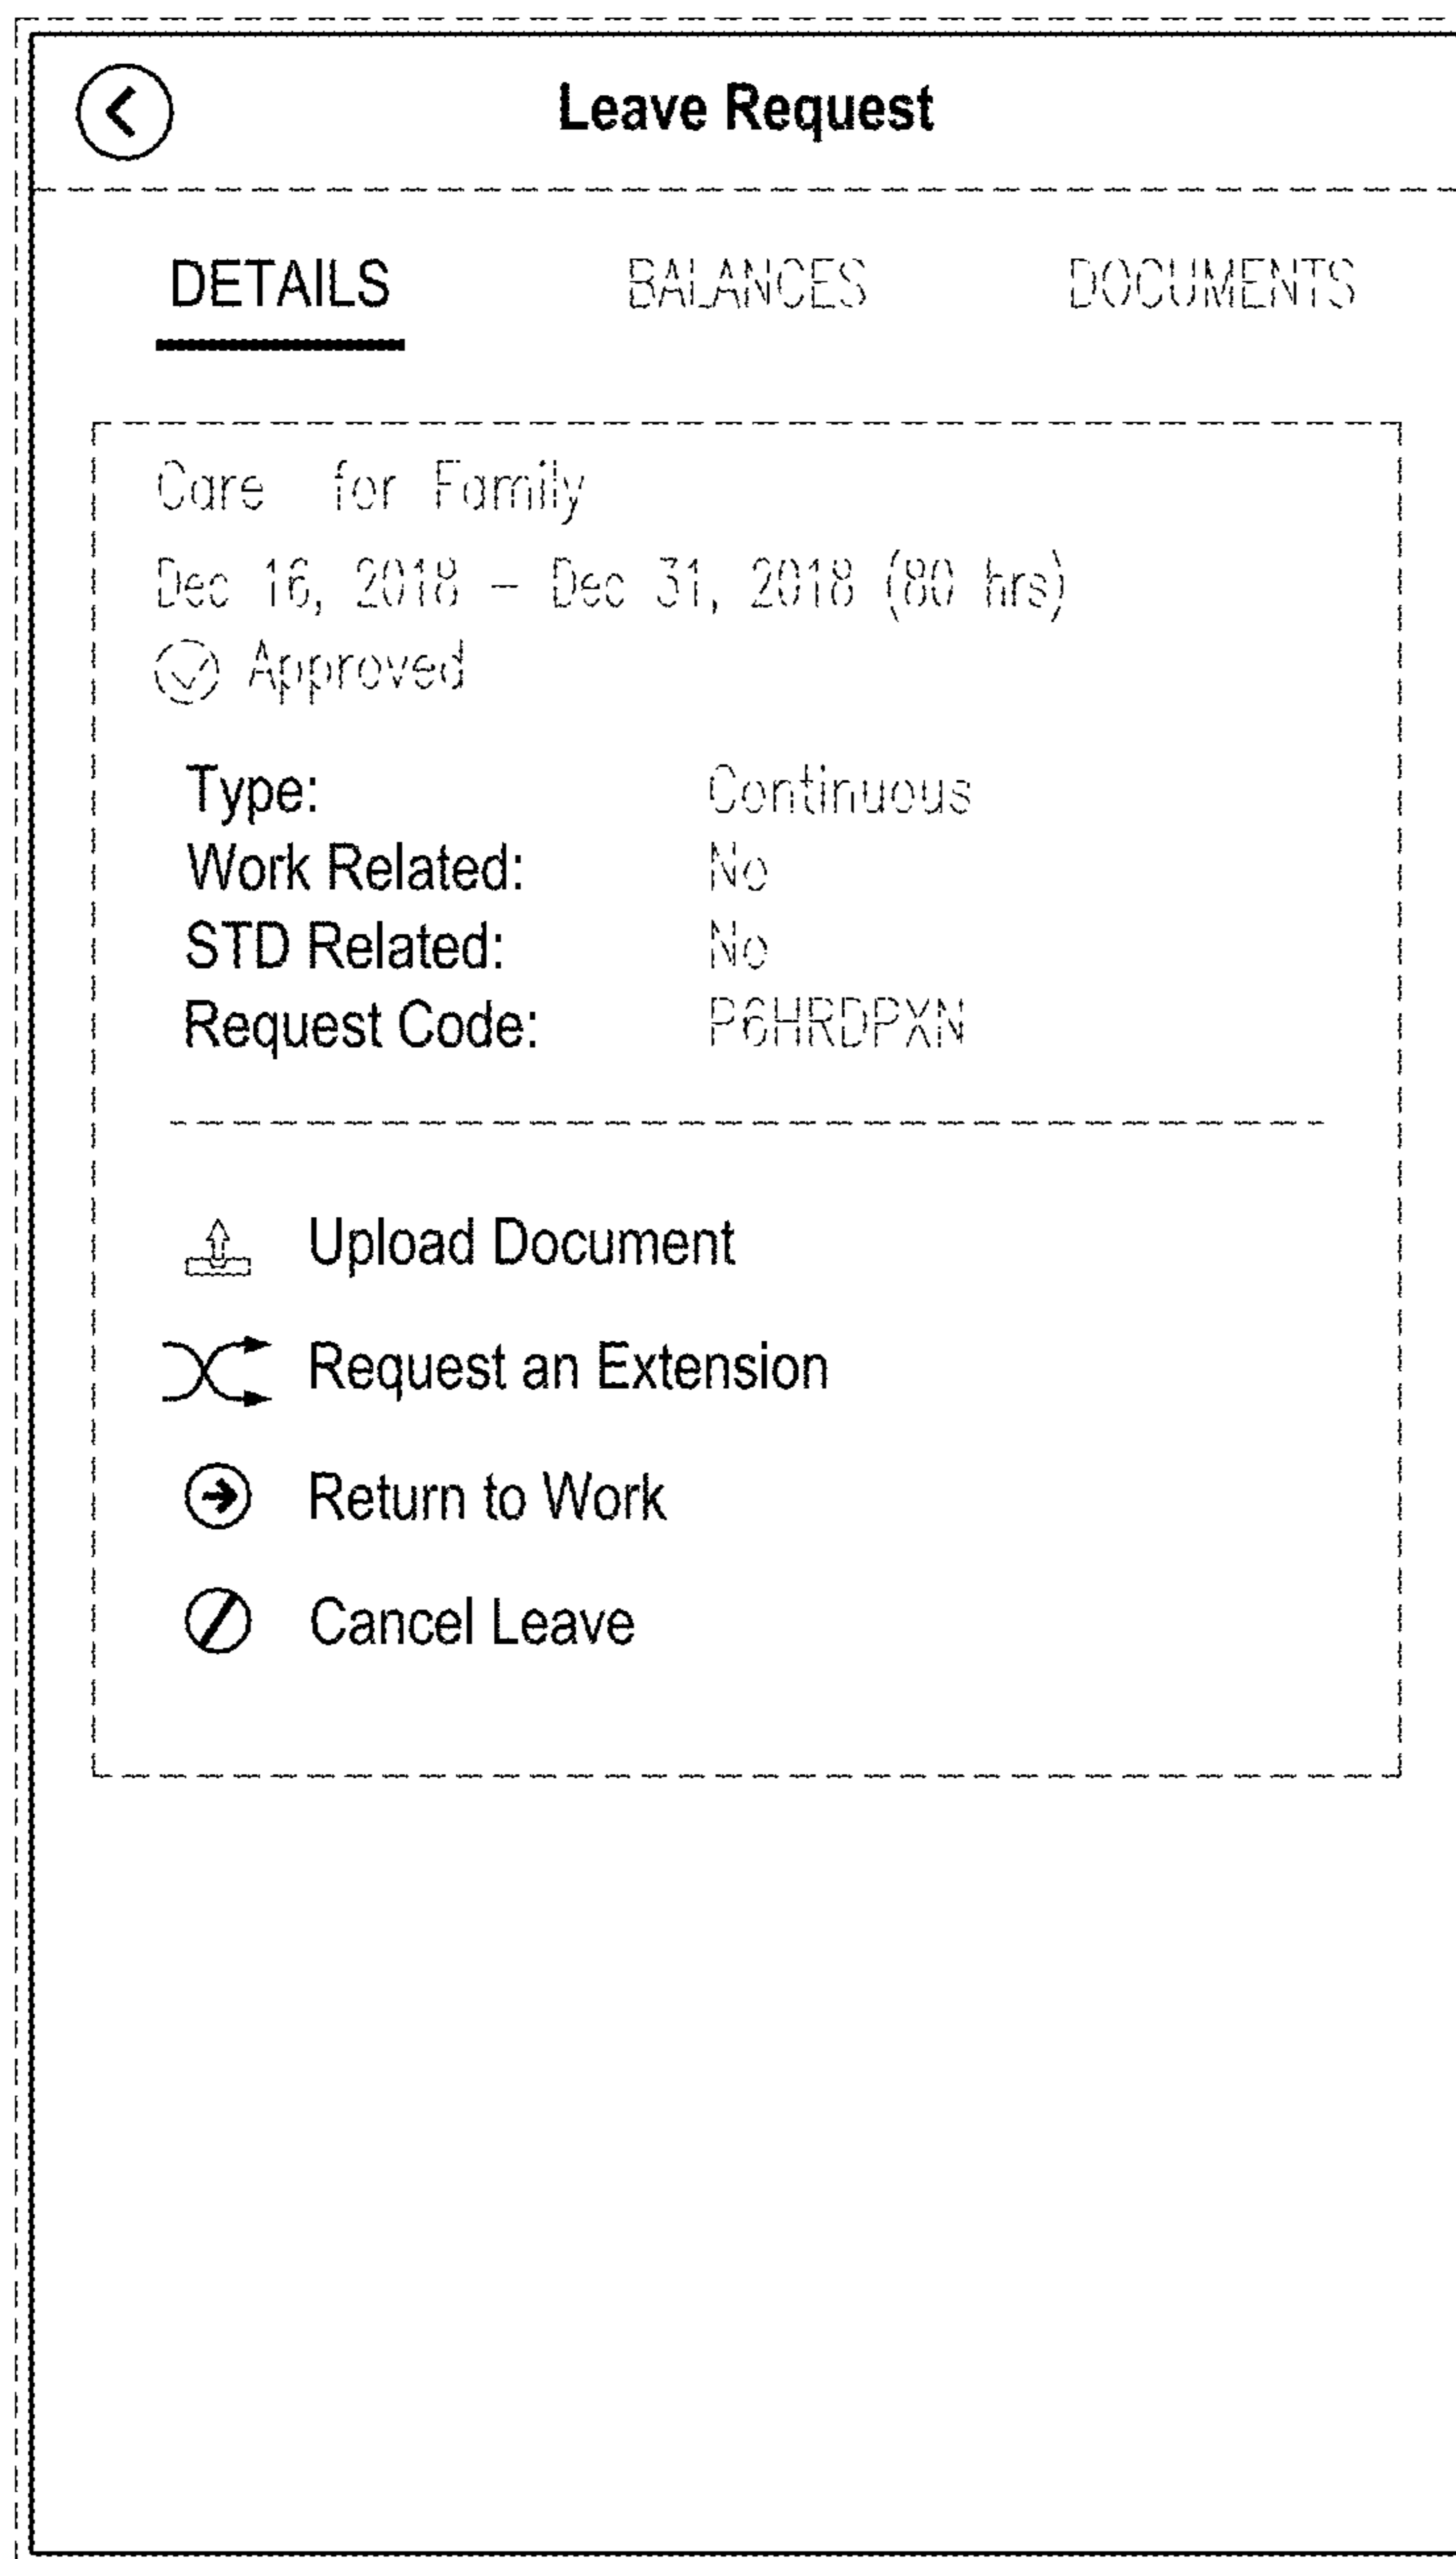 Leave Request
DETAILS BALANCES DOCUMENTS
Care for Family
Dec 16, 2018 – Dec 31, 2018 (80 hrs)
Approved
Type: Continuous
Work Related: No
STD Related: No
Request Code: P6HRDPXN
Upload Document
Request an Extension
Return to Work
Cancel Leave